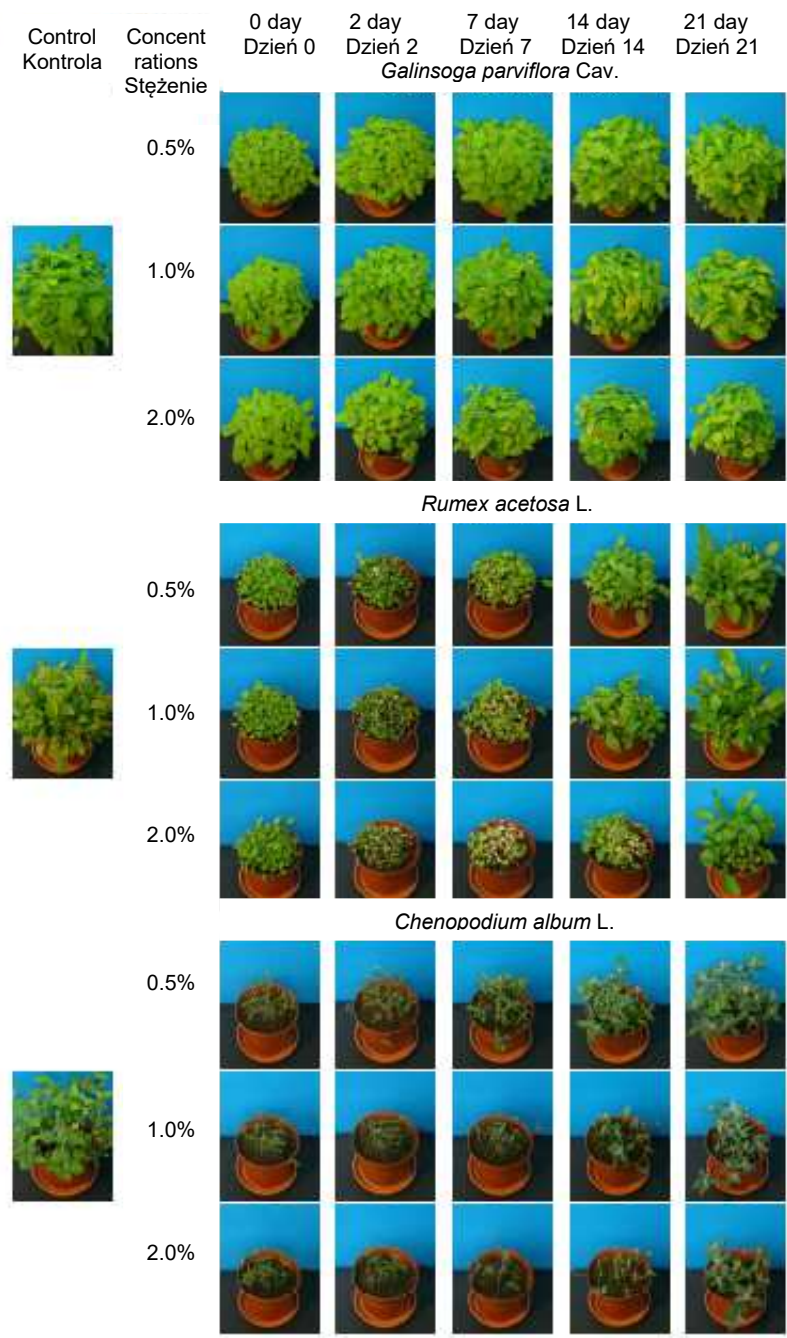 Control
Kontrola
Concent
rations
Stężenie
0 day
Dzień 0
2 day
Dzień 2
7 day
Dzień 7
14 day
Dzień 14
21 day
Dzień 21
Galinsoga parviflora Cav.
0.5%
1.0%
2.0%
Rumex acetosa L.
0.5%
1.0%
2.0%
Chenopodium album L.
0.5%
1.0%
2.0%